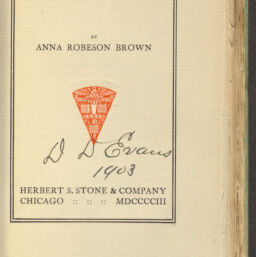 BY
ANNA ROBESON BROWN
D D Evans
1903
HERBERT S. STONE & COMPANY
CHICAGO :: :: :: MDCCCCIII